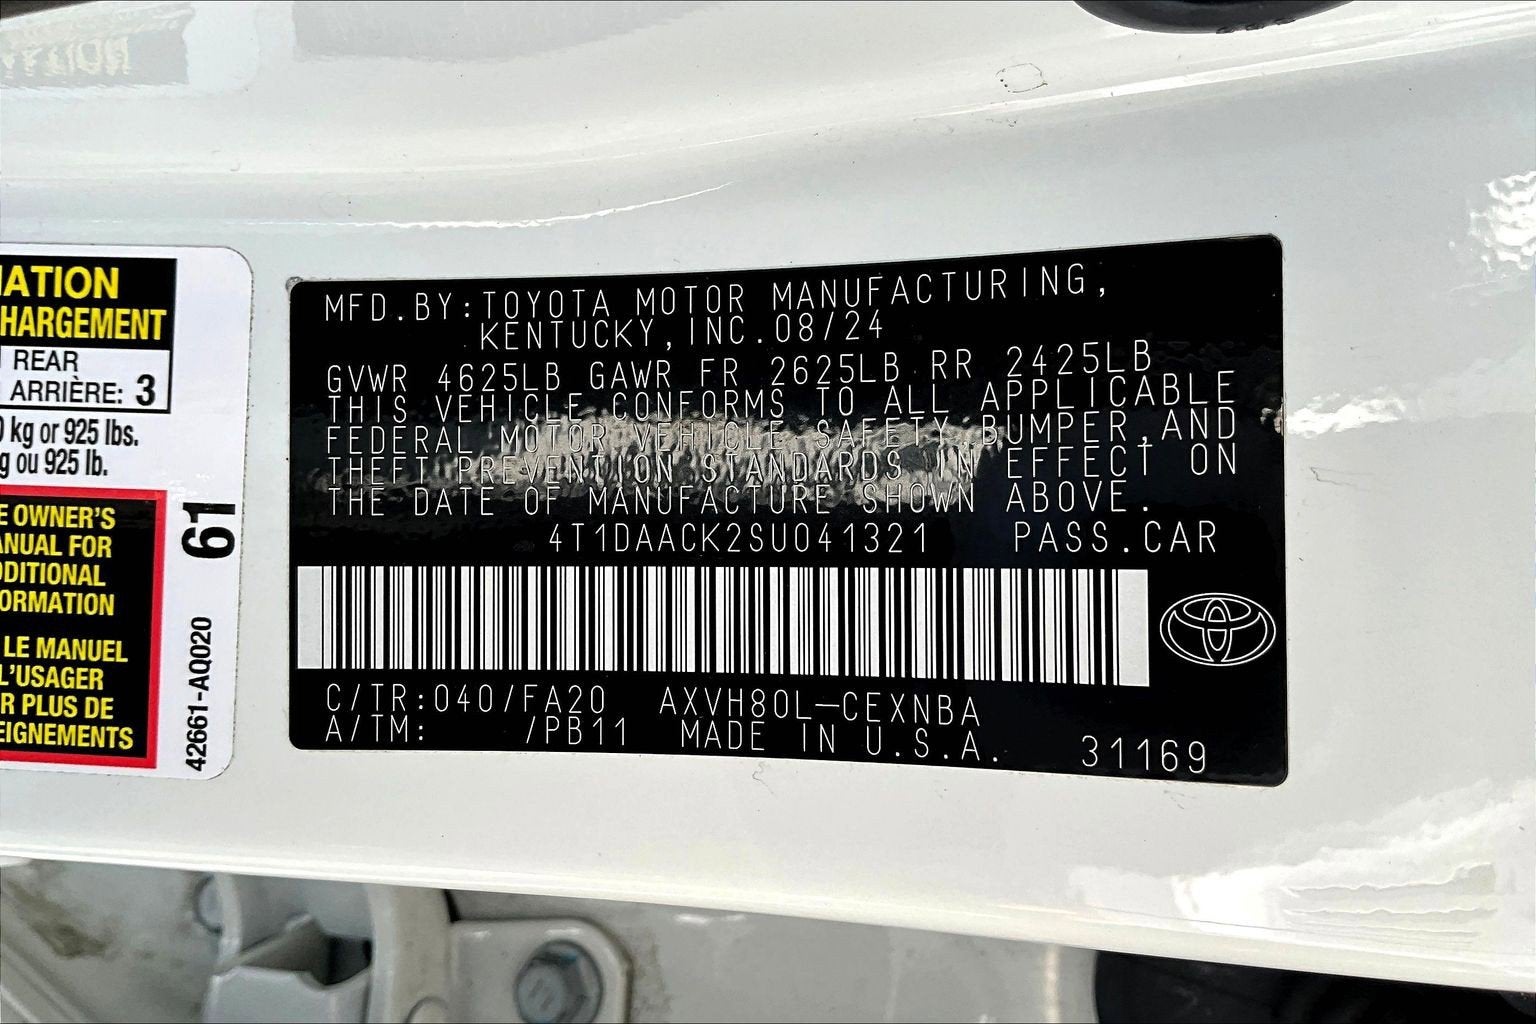 IATION
HARGEMENT
REAR
ARRIÈRE: 3
0 kg or 925 lbs.
g ou 925 lb.
E OWNER'S
ANUAL FOR
DDITIONAL
FORMATION
LE MANUEL
L'USAGER
R PLUS DE
EIGNEMENTS
61
42661-AQ020
MFD.BY:TOYOTA MOTOR MANUFACTURING,
KENTUCKY,INC.08/24
GVWR 4625LB GAWR FR 2625LB RR 2425LB
THIS VEHICLE CONFORMS TO ALL APPLICABLE
FEDERAL MOTOR VEHICLE SAFETY,BUMPER,AND
THEFT PREVENTION STANDARDS IN EFFECT ON
THE DATE OF MANUFACTURE SHOWN ABOVE.
4T1DAACK2SU041321 PASS.CAR
C/TR:040/FA20 AXVH80L-CEXNBA
A/TM: /PB11 MADE IN U.S.A. 31169